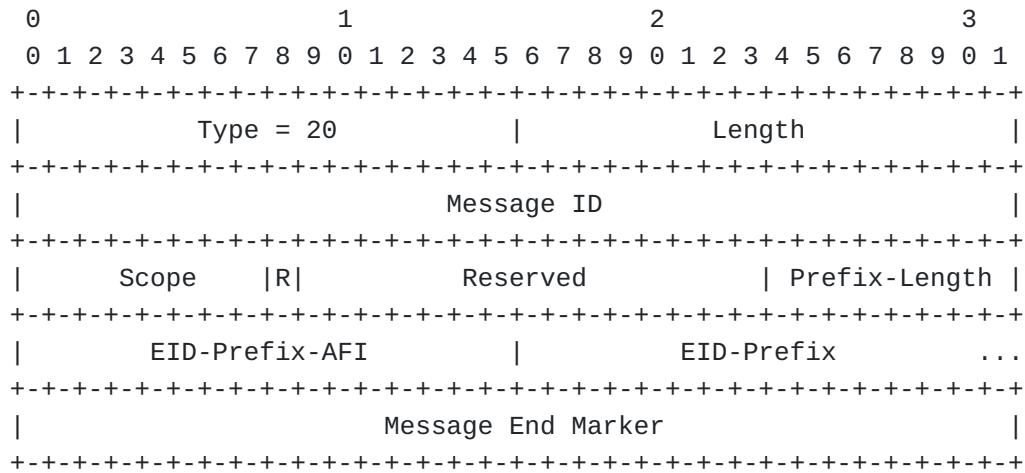 0                   1                   2                   3
 0 1 2 3 4 5 6 7 8 9 0 1 2 3 4 5 6 7 8 9 0 1 2 3 4 5 6 7 8 9 0 1
+-+-+-+-+-+-+-+-+-+-+-+-+-+-+-+-+-+-+-+-+-+-+-+-+-+-+-+-+-+-+-+-+
|           Type = 20           |            Length             |
+-+-+-+-+-+-+-+-+-+-+-+-+-+-+-+-+-+-+-+-+-+-+-+-+-+-+-+-+-+-+-+-+
|                           Message ID                          |
+-+-+-+-+-+-+-+-+-+-+-+-+-+-+-+-+-+-+-+-+-+-+-+-+-+-+-+-+-+-+-+-+
|      Scope    |R|          Reserved           | Prefix-Length |
+-+-+-+-+-+-+-+-+-+-+-+-+-+-+-+-+-+-+-+-+-+-+-+-+-+-+-+-+-+-+-+-+
|        EID-Prefix-AFI         |          EID-Prefix         ...
+-+-+-+-+-+-+-+-+-+-+-+-+-+-+-+-+-+-+-+-+-+-+-+-+-+-+-+-+-+-+-+-+
|                       Message End Marker                      |
+-+-+-+-+-+-+-+-+-+-+-+-+-+-+-+-+-+-+-+-+-+-+-+-+-+-+-+-+-+-+-+-+